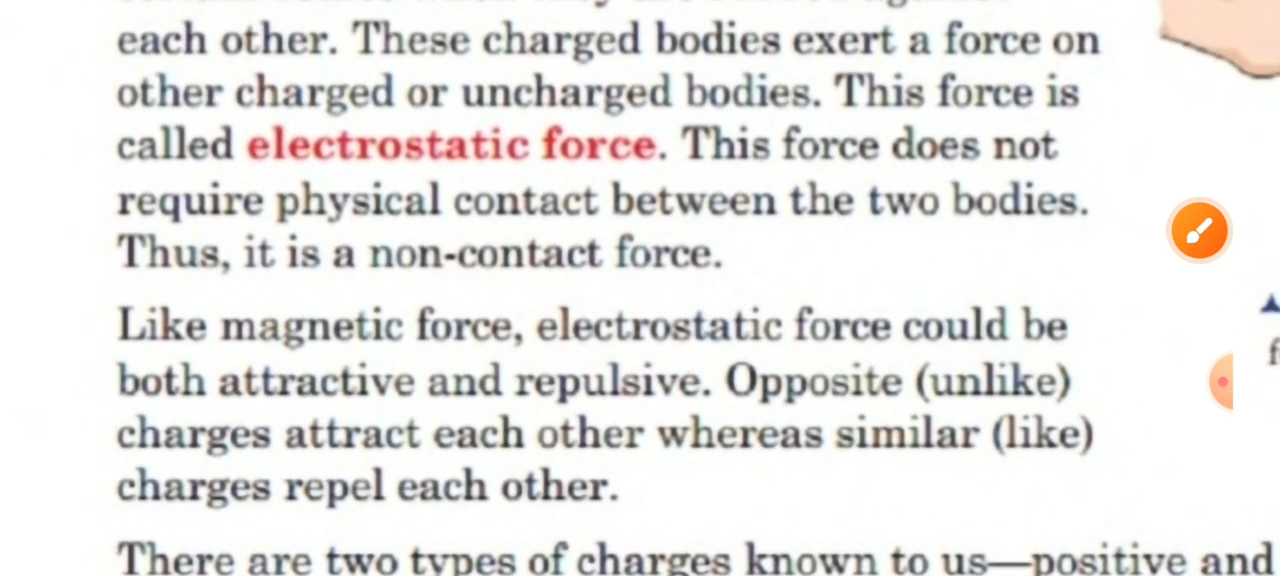 each other. These charged bodies exert a force on
other charged or uncharged bodies. This force is
called electrostatic force. This force does not
require physical contact between the two bodies.
Thus, it is a non-contact force.
Like magnetic force, electrostatic force could be
both attractive and repulsive. Opposite (unlike)
charges attract each other whereas similar (like)
charges repel each other.
There are two types of charges known to us—positive and